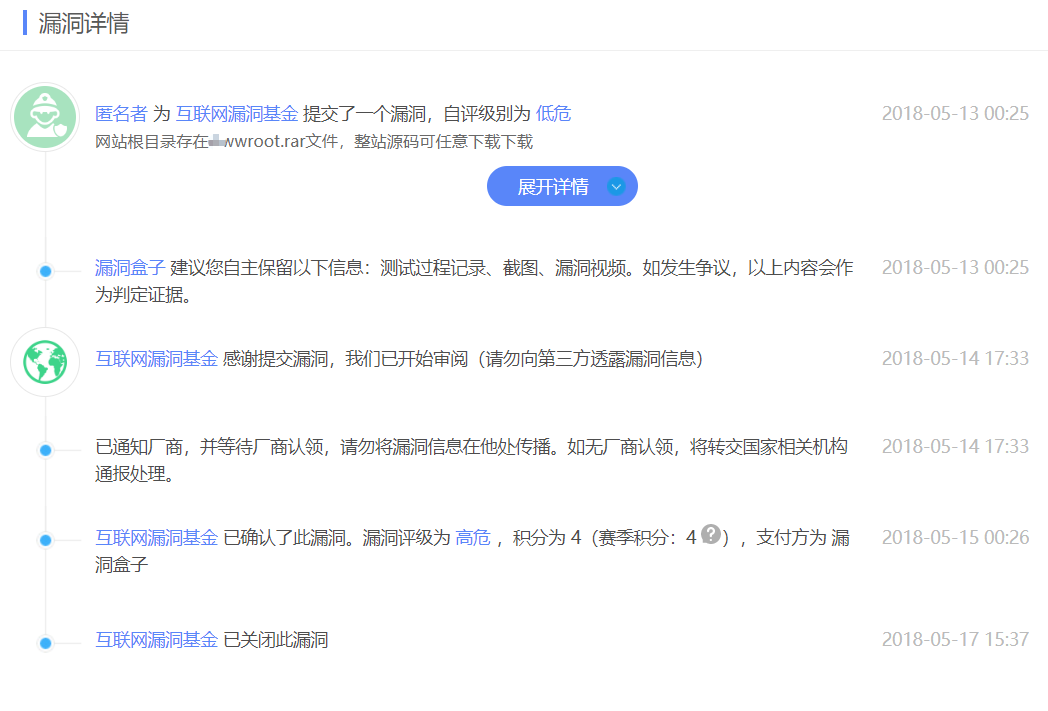 漏洞详情
匿名者 为 互联网漏洞基金 提交了一个漏洞，自评级别为 低危
2018-05-13 00:25
网站根目录存在wwroot.rar文件，整站源码可任意下载下载
展开详情
漏洞盒子 建议您自主保留以下信息：测试过程记录、截图、漏洞视频。如发生争议，以上内容会作
2018-05-13 00:25
为判定证据。
互联网漏洞基金 感谢提交漏洞，我们已开始审阅（请勿向第三方透露漏洞信息）
2018-05-14 17:33
已通知厂商，并等待厂商认领，请勿将漏洞信息在他处传播。如无厂商认领，将转交国家相关机构
2018-05-14 17:33
通报处理。
互联网漏洞基金 已确认了此漏洞。漏洞评级为 高危 ，积分为 4（赛季积分：4 ?），支付方为 漏
2018-05-15 00:26
洞盒子
互联网漏洞基金 已关闭此漏洞
2018-05-17 15:37